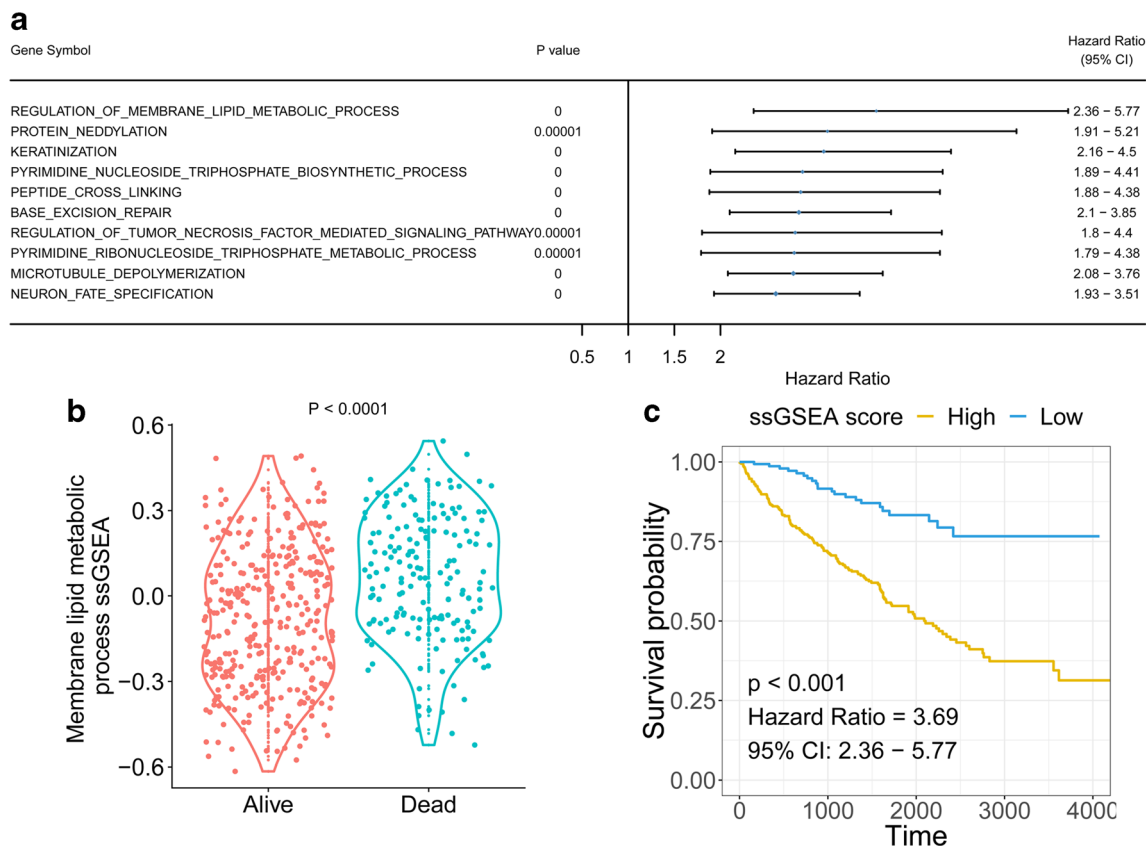 a
Gene Symbol P value Hazard Ratio
(95% CI)
REGULATION_OF_MEMBRANE_LIPID_METABOLIC_PROCESS 0 2.36 − 5.77
PROTEIN_NEDDYLATION 0.00001 1.91 − 5.21
KERATINIZATION 0 2.16 − 4.5
PYRIMIDINE_NUCLEOSIDE_TRIPHOSPHATE_BIOSYNTHETIC_PROCESS 0 1.89 − 4.41
PEPTIDE_CROSS_LINKING 0 1.88 − 4.38
BASE_EXCISION_REPAIR 0 2.1 − 3.85
REGULATION_OF_TUMOR_NECROSIS_FACTOR_MEDIATED_SIGNALING_PATHWAY 0.00001 1.8 − 4.4
PYRIMIDINE_RIBONUCLEOSIDE_TRIPHOSPHATE_METABOLIC_PROCESS 0.00001 1.79 − 4.38
MICROTUBULE_DEPOLYMERIZATION 0 2.08 − 3.76
NEURON_FATE_SPECIFICATION 0 1.93 − 3.51
0.5 1 1.5 2
Hazard Ratio
b
P < 0.0001
Membrane lipid metabolic
process ssGSEA
0.6
0.3
0.0
−0.3
−0.6
Alive Dead
c
ssGSEA score High Low
Survival probability
1.00
0.75
0.50
0.25
0.00
p < 0.001
Hazard Ratio = 3.69
95% CI: 2.36 − 5.77
0 1000 2000 3000 4000
Time